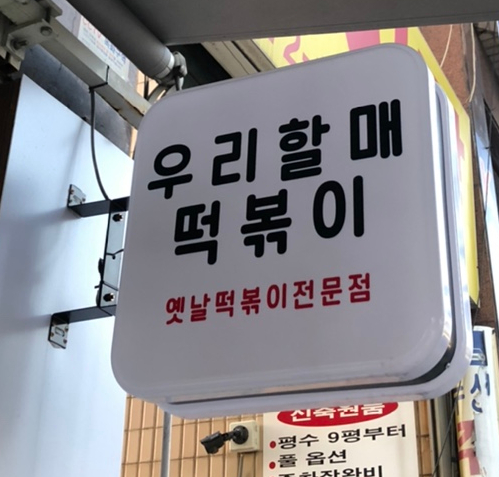 우리할매
떡볶이
옛날떡볶이전문점
신축원룸
•평수 9평부터
•풀 옵션